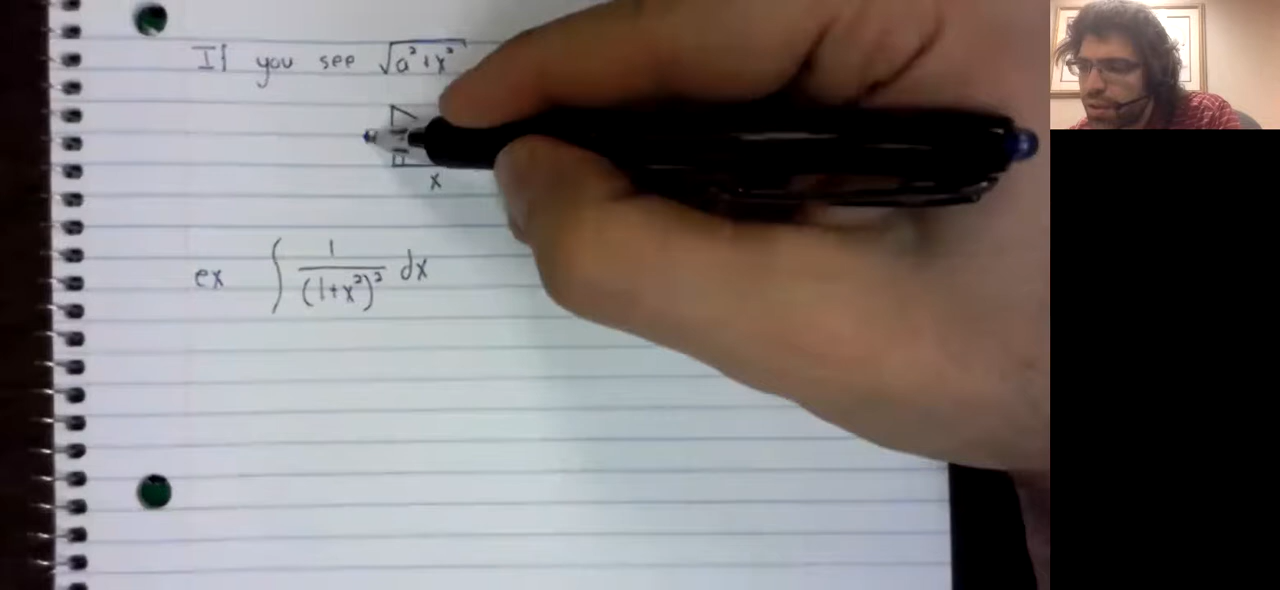 If you see √(a²+x²)
x
ex ∫ 1/(1+x²)² dx